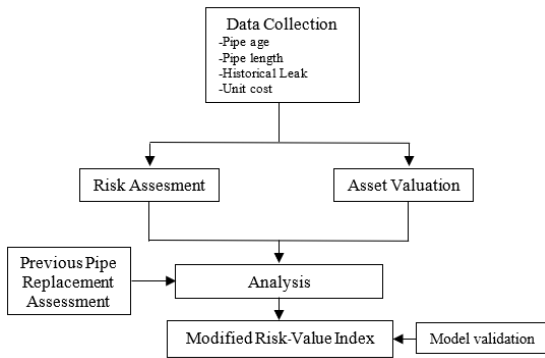 Data Collection
-Pipe age
-Pipe length
-Historical Leak
-Unit cost
Risk Assesment
Asset Valuation
Previous Pipe
Replacement
Assessment
Analysis
Modified Risk-Value Index
Model validation